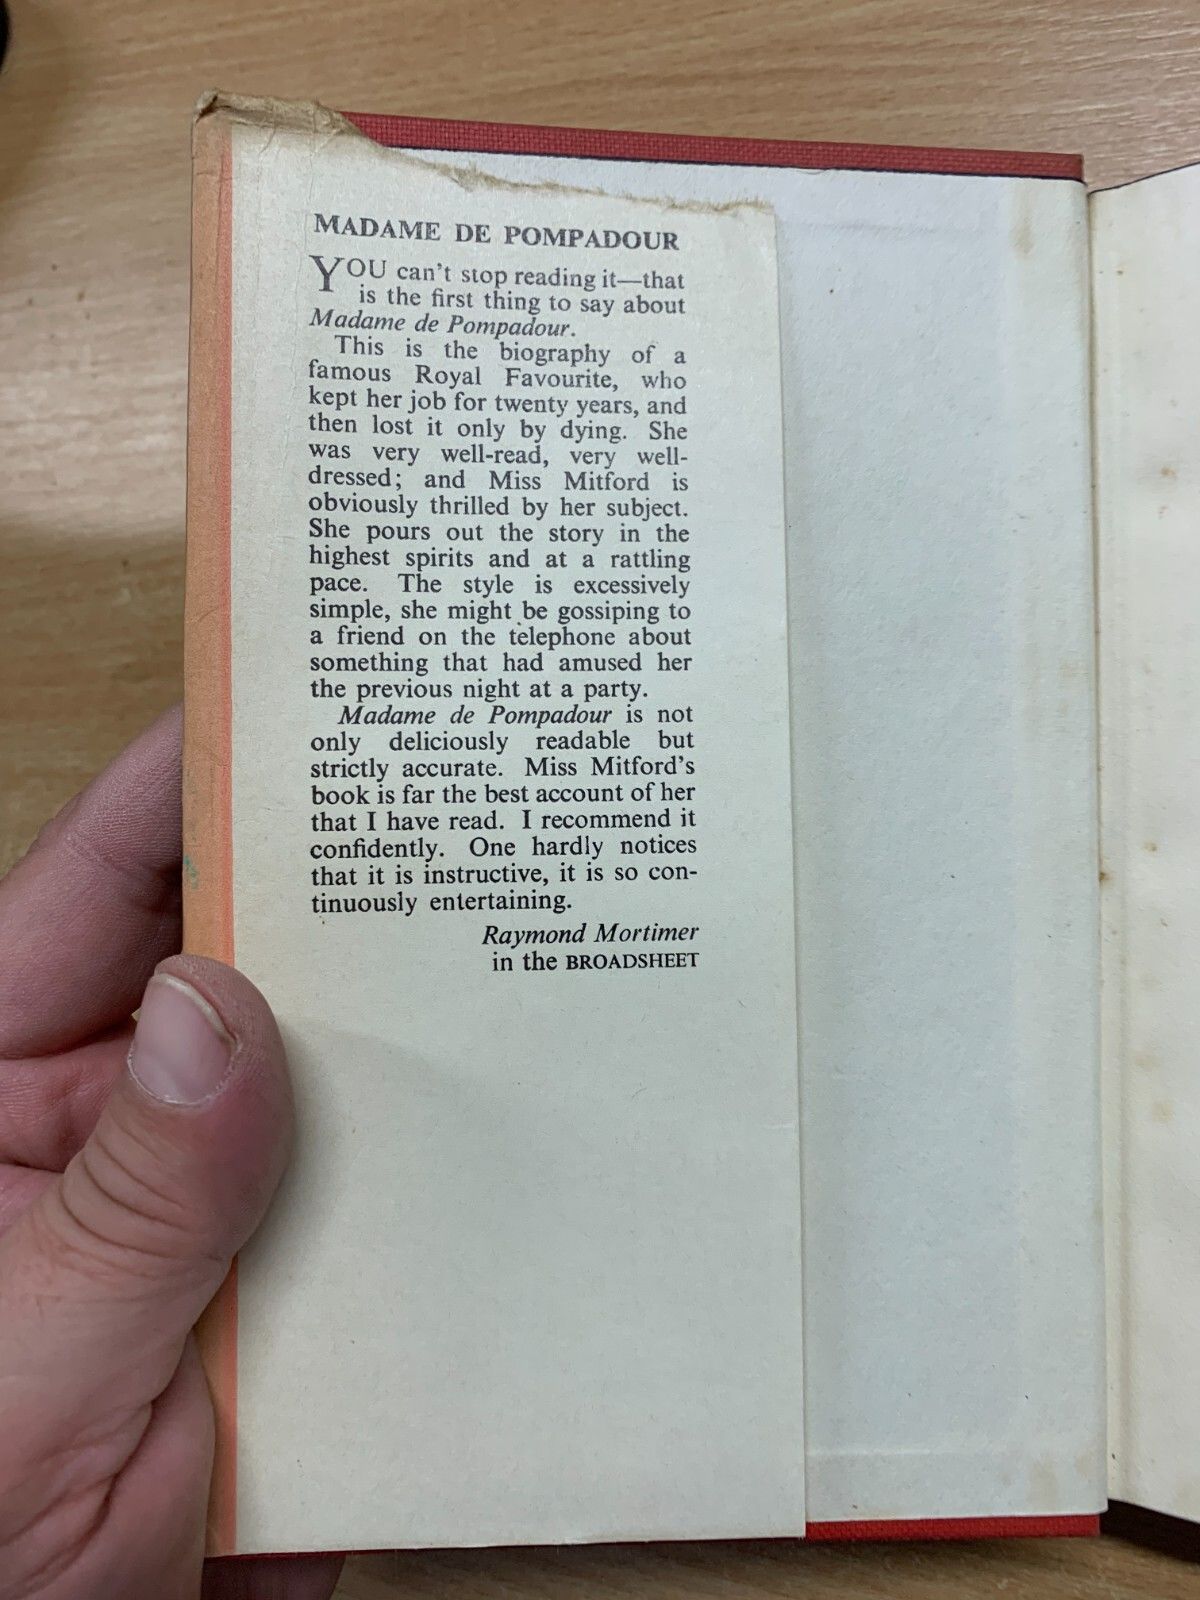 MADAME DE POMPADOUR
YOU can't stop reading it—that
is the first thing to say about
Madame de Pompadour.
This is the biography of a
famous Royal Favourite, who
kept her job for twenty years, and
then lost it only by dying. She
was very well-read, very well-
dressed; and Miss Mitford is
obviously thrilled by her subject.
She pours out the story in the
highest spirits and at a rattling
pace. The style is excessively
simple, she might be gossiping to
a friend on the telephone about
something that had amused her
the previous night at a party.
Madame de Pompadour is not
only deliciously readable but
strictly accurate. Miss Mitford's
book is far the best account of her
that I have read. I recommend it
confidently. One hardly notices
that it is instructive, it is so con-
tinuously entertaining.
Raymond Mortimer
in the BROADSHEET